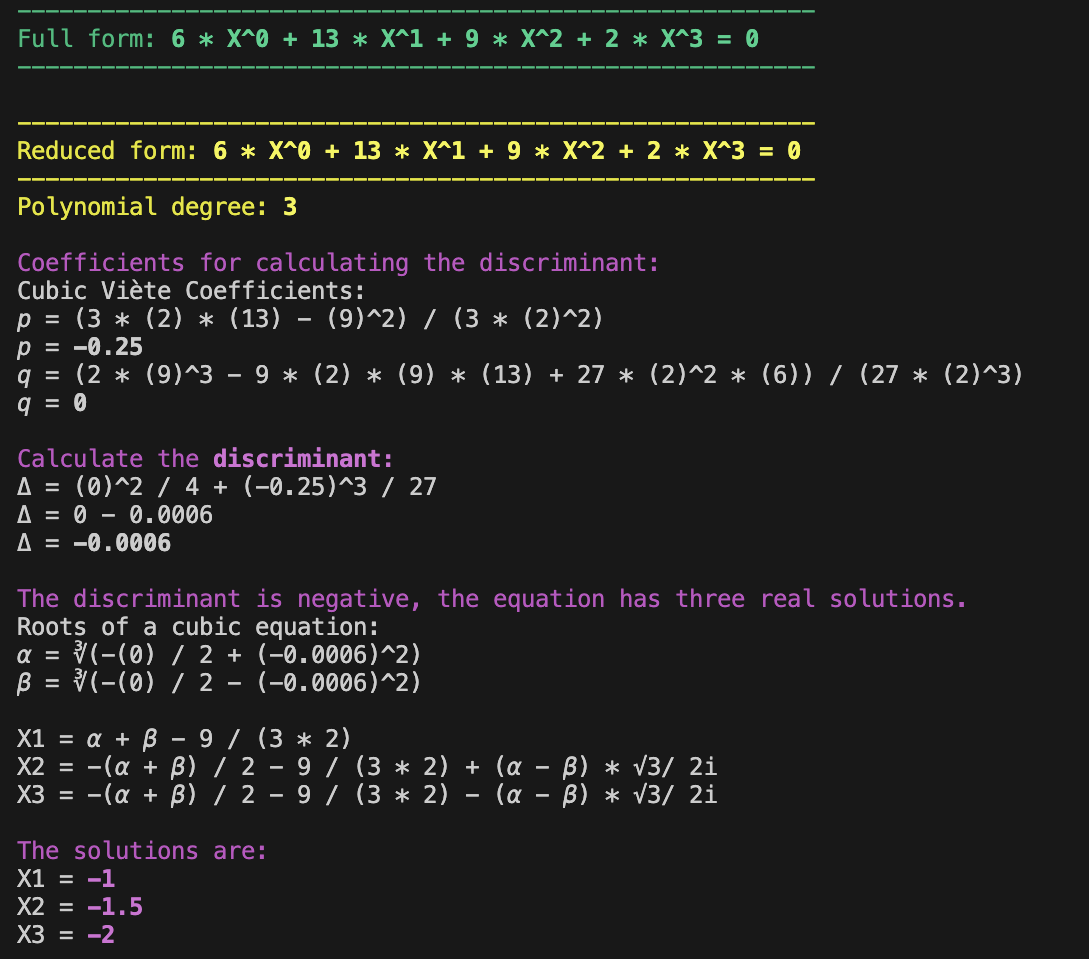 Full form: 6 * X^0 + 13 * X^1 + 9 * X^2 + 2 * X^3 = 0
Reduced form: 6 * X^0 + 13 * X^1 + 9 * X^2 + 2 * X^3 = 0
Polynomial degree: 3
Coefficients for calculating the discriminant:
Cubic Viète Coefficients:
p = (3 * (2) * (13) − (9)^2) / (3 * (2)^2)
p = −0.25
q = (2 * (9)^3 − 9 * (2) * (9) * (13) + 27 * (2)^2 * (6)) / (27 * (2)^3)
q = 0
Calculate the discriminant:
Δ = (0)^2 / 4 + (−0.25)^3 / 27
Δ = 0 − 0.0006
Δ = −0.0006
The discriminant is negative, the equation has three real solutions.
Roots of a cubic equation:
α = ∛(−(0) / 2 + (−0.0006)^2)
β = ∛(−(0) / 2 − (−0.0006)^2)
X1 = α + β − 9 / (3 * 2)
X2 = −(α + β) / 2 − 9 / (3 * 2) + (α − β) * √3/ 2i
X3 = −(α + β) / 2 − 9 / (3 * 2) − (α − β) * √3/ 2i
The solutions are:
X1 = −1
X2 = −1.5
X3 = −2